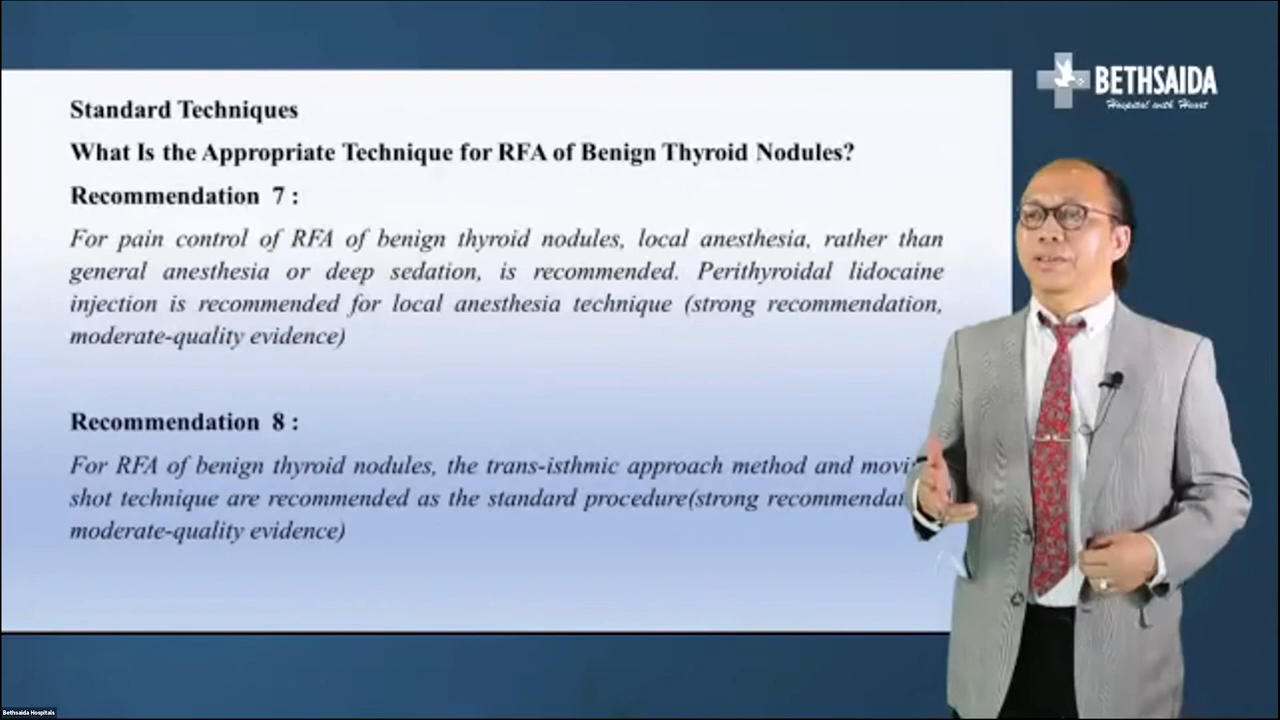 Standard Techniques
What Is the Appropriate Technique for RFA of Benign Thyroid Nodules?
Recommendation 7 :
For pain control of RFA of benign thyroid nodules, local anesthesia, rather than
general anesthesia or deep sedation, is recommended. Perithyroidal lidocaine
injection is recommended for local anesthesia technique (strong recommendation,
moderate-quality evidence)
Recommendation 8 :
For RFA of benign thyroid nodules, the trans-isthmic approach method and
shot technique are recommended as the standard procedure(strong
moderate-quality evidence)
BETHSAIDA
Hospital with Heart
Bethsaida Hospitals